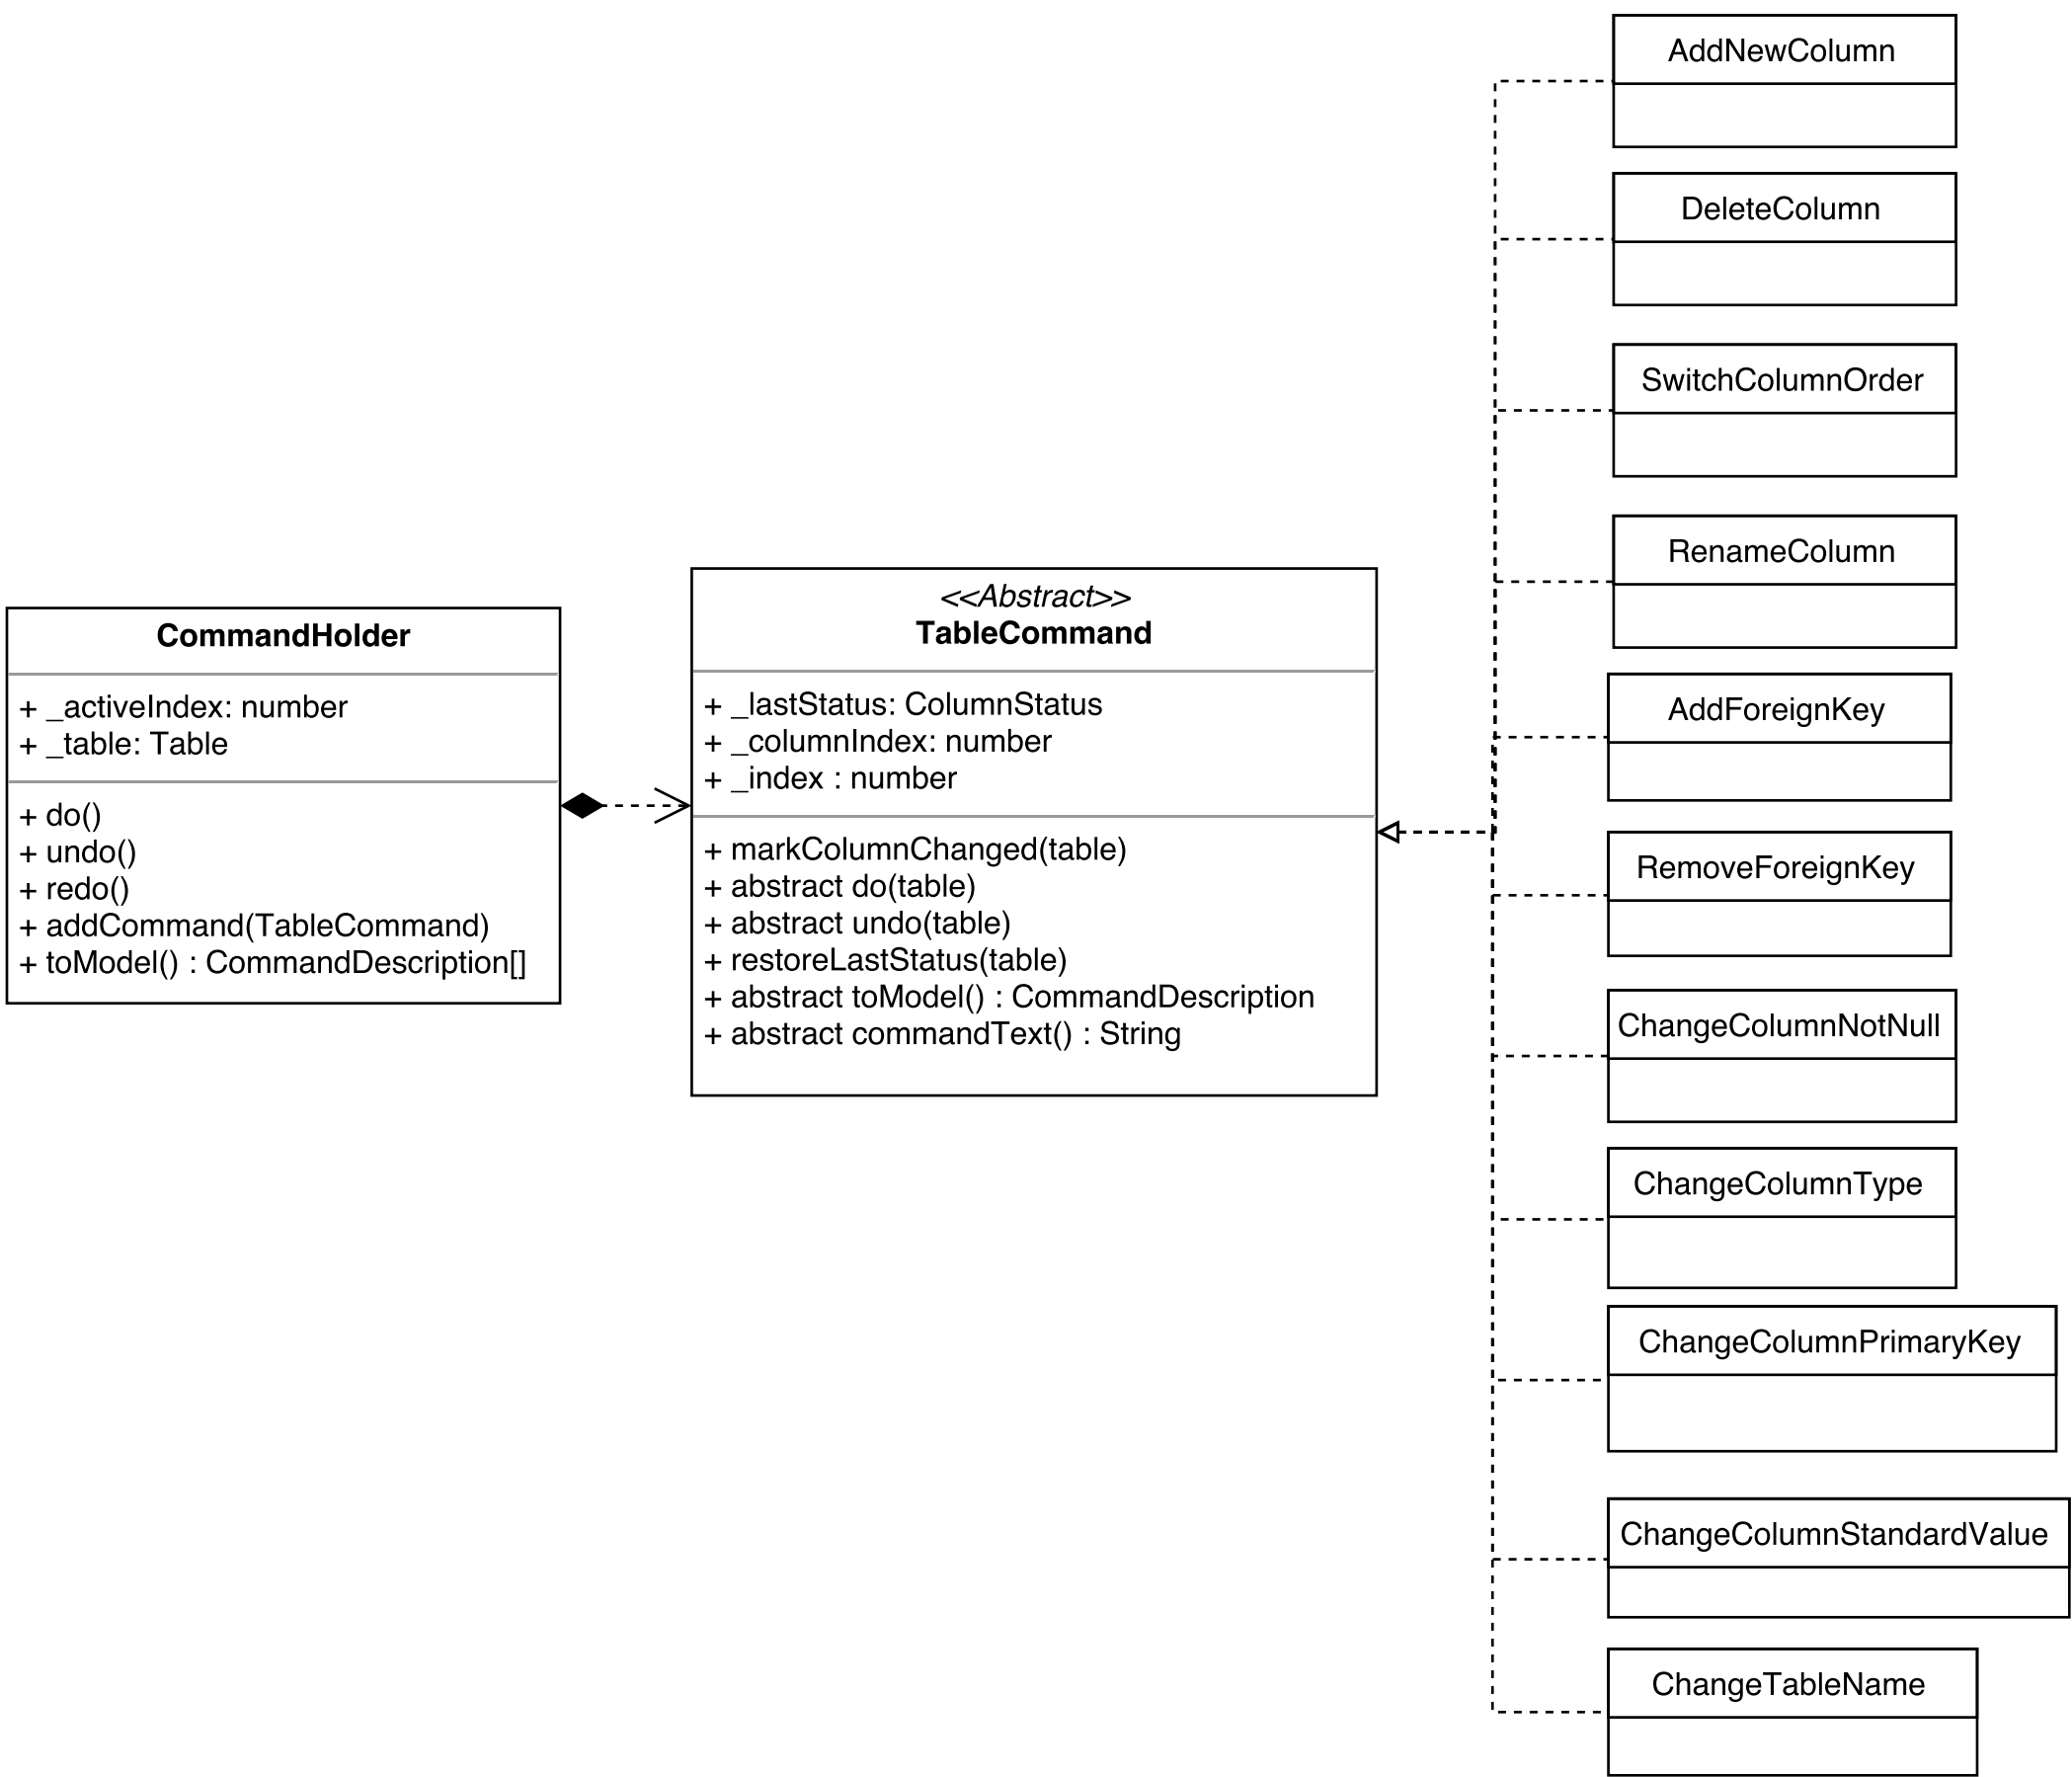 CommandHolder
+ _activeIndex: number
+ _table: Table
+ do()
+ undo()
+ redo()
+ addCommand(TableCommand)
+ toModel() : CommandDescription[]
<<Abstract>>
TableCommand
+ _lastStatus: ColumnStatus
+ _columnIndex: number
+ _index : number
+ markColumnChanged(table)
+ abstract do(table)
+ abstract undo(table)
+ restoreLastStatus(table)
+ abstract toModel() : CommandDescription
+ abstract commandText() : String
AddNewColumn
DeleteColumn
SwitchColumnOrder
RenameColumn
AddForeignKey
RemoveForeignKey
ChangeColumnNotNull
ChangeColumnType
ChangeColumnPrimaryKey
ChangeColumnStandardValue
ChangeTableName